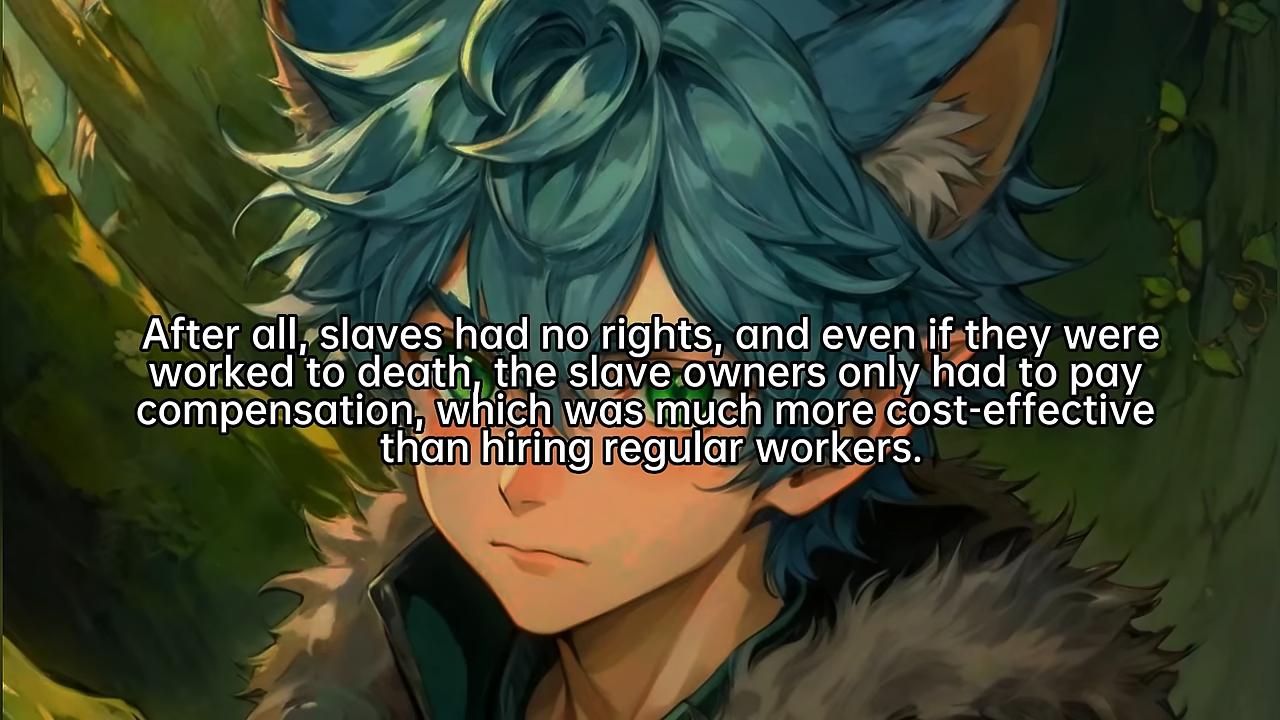 After all, slaves had no rights, and even if they were
worked to death, the slave owners only had to pay
compensation, which was much more cost-effective
than hiring regular workers.